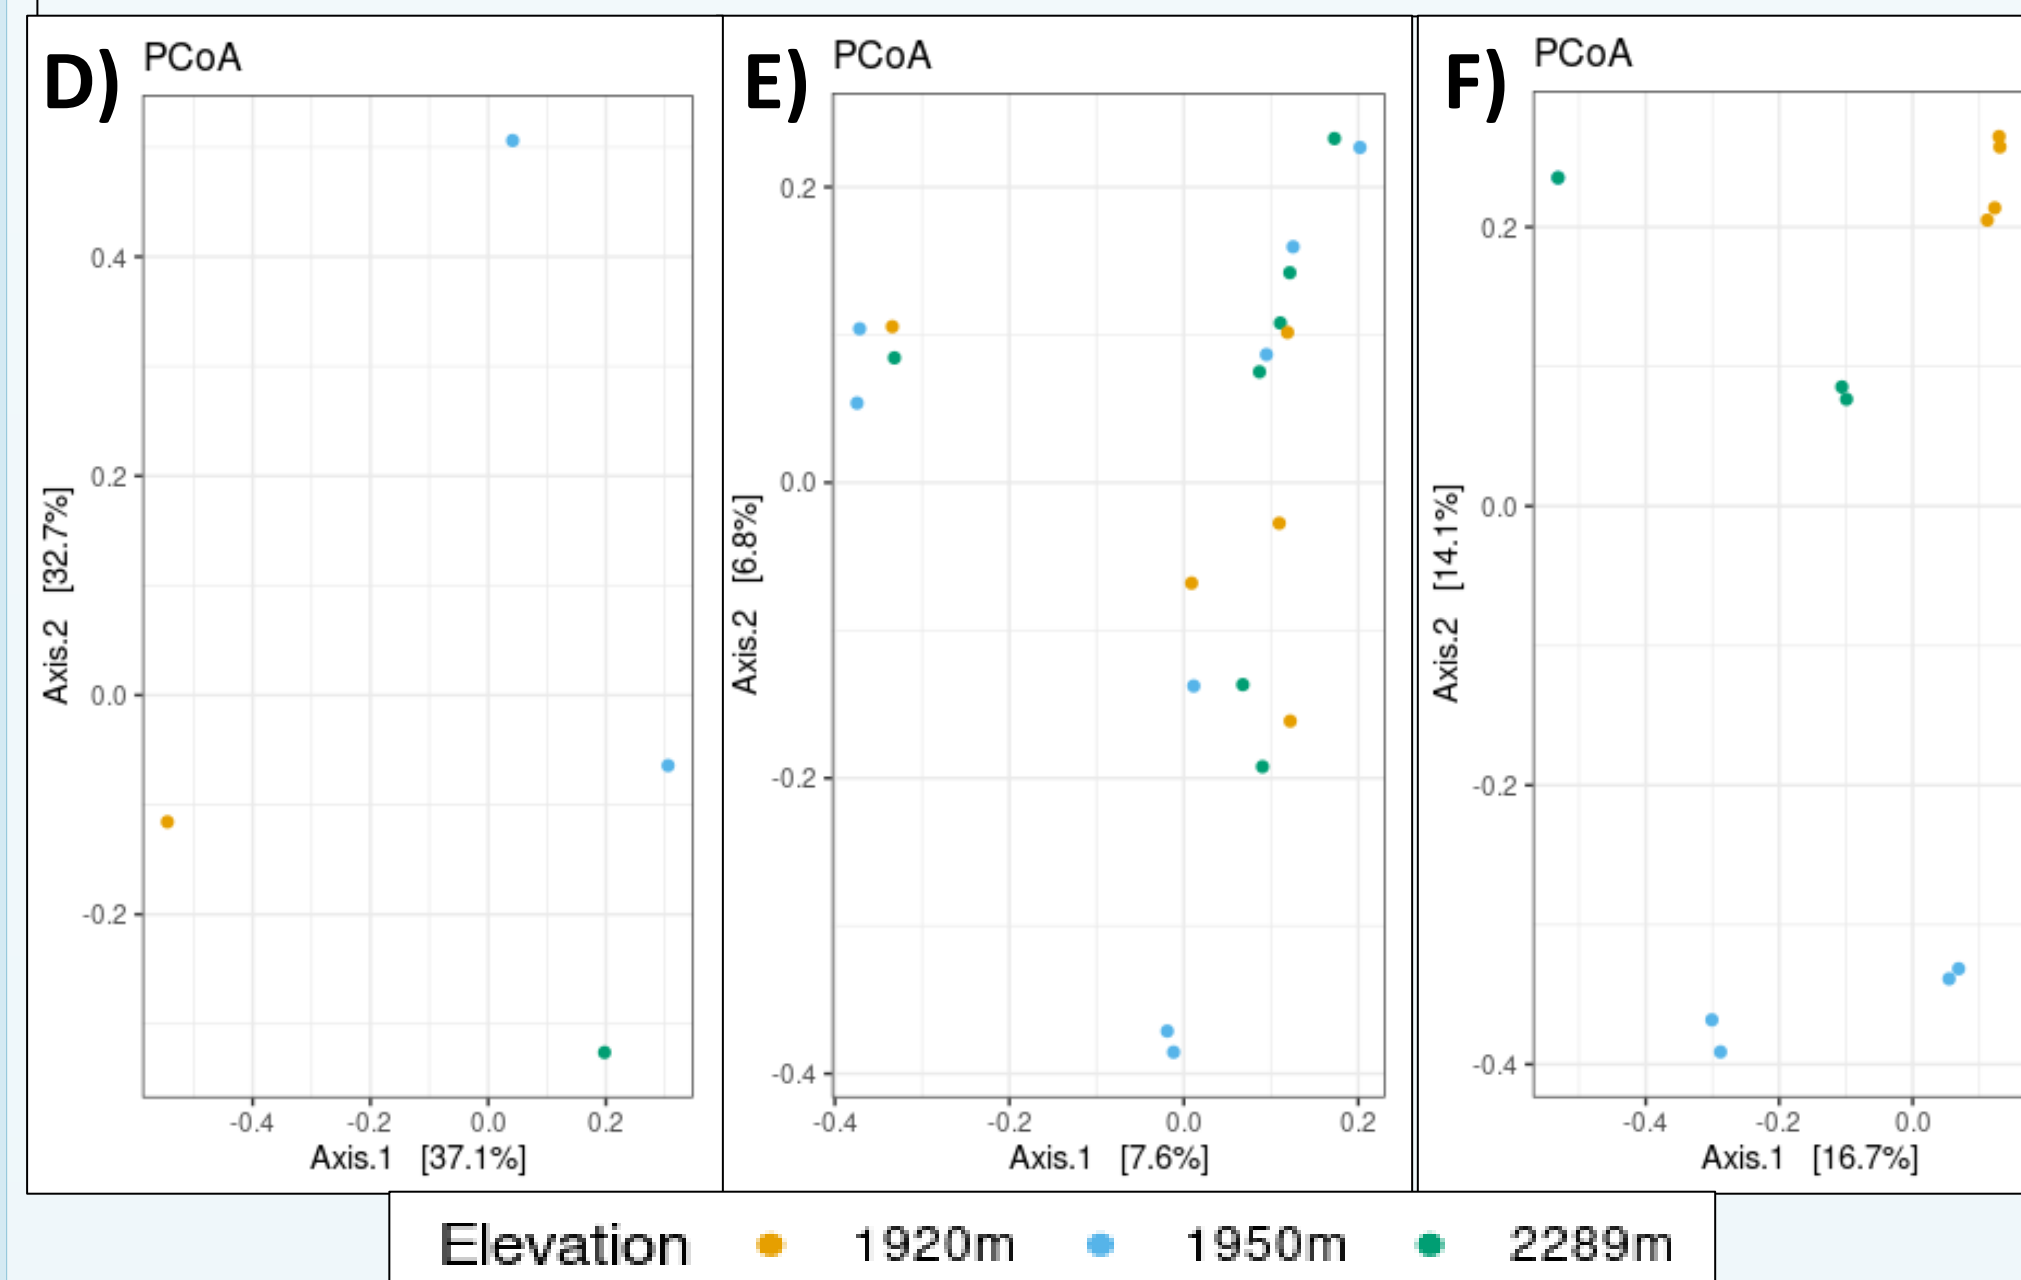 D)
PCoA
0.4
0.2
0.0
-0.2
Axis.2 [32.7%]
-0.4 -0.2 0.0 0.2
Axis.1 [37.1%]
E)
PCoA
0.2
0.0
-0.2
-0.4
Axis.2 [6.8%]
-0.4 -0.2 0.0 0.2
Axis.1 [7.6%]
F)
PCoA
0.2
0.0
-0.2
-0.4
Axis.2 [14.1%]
-0.4 -0.2 0.0
Axis.1 [16.7%]
Elevation 1920m 1950m 2289m